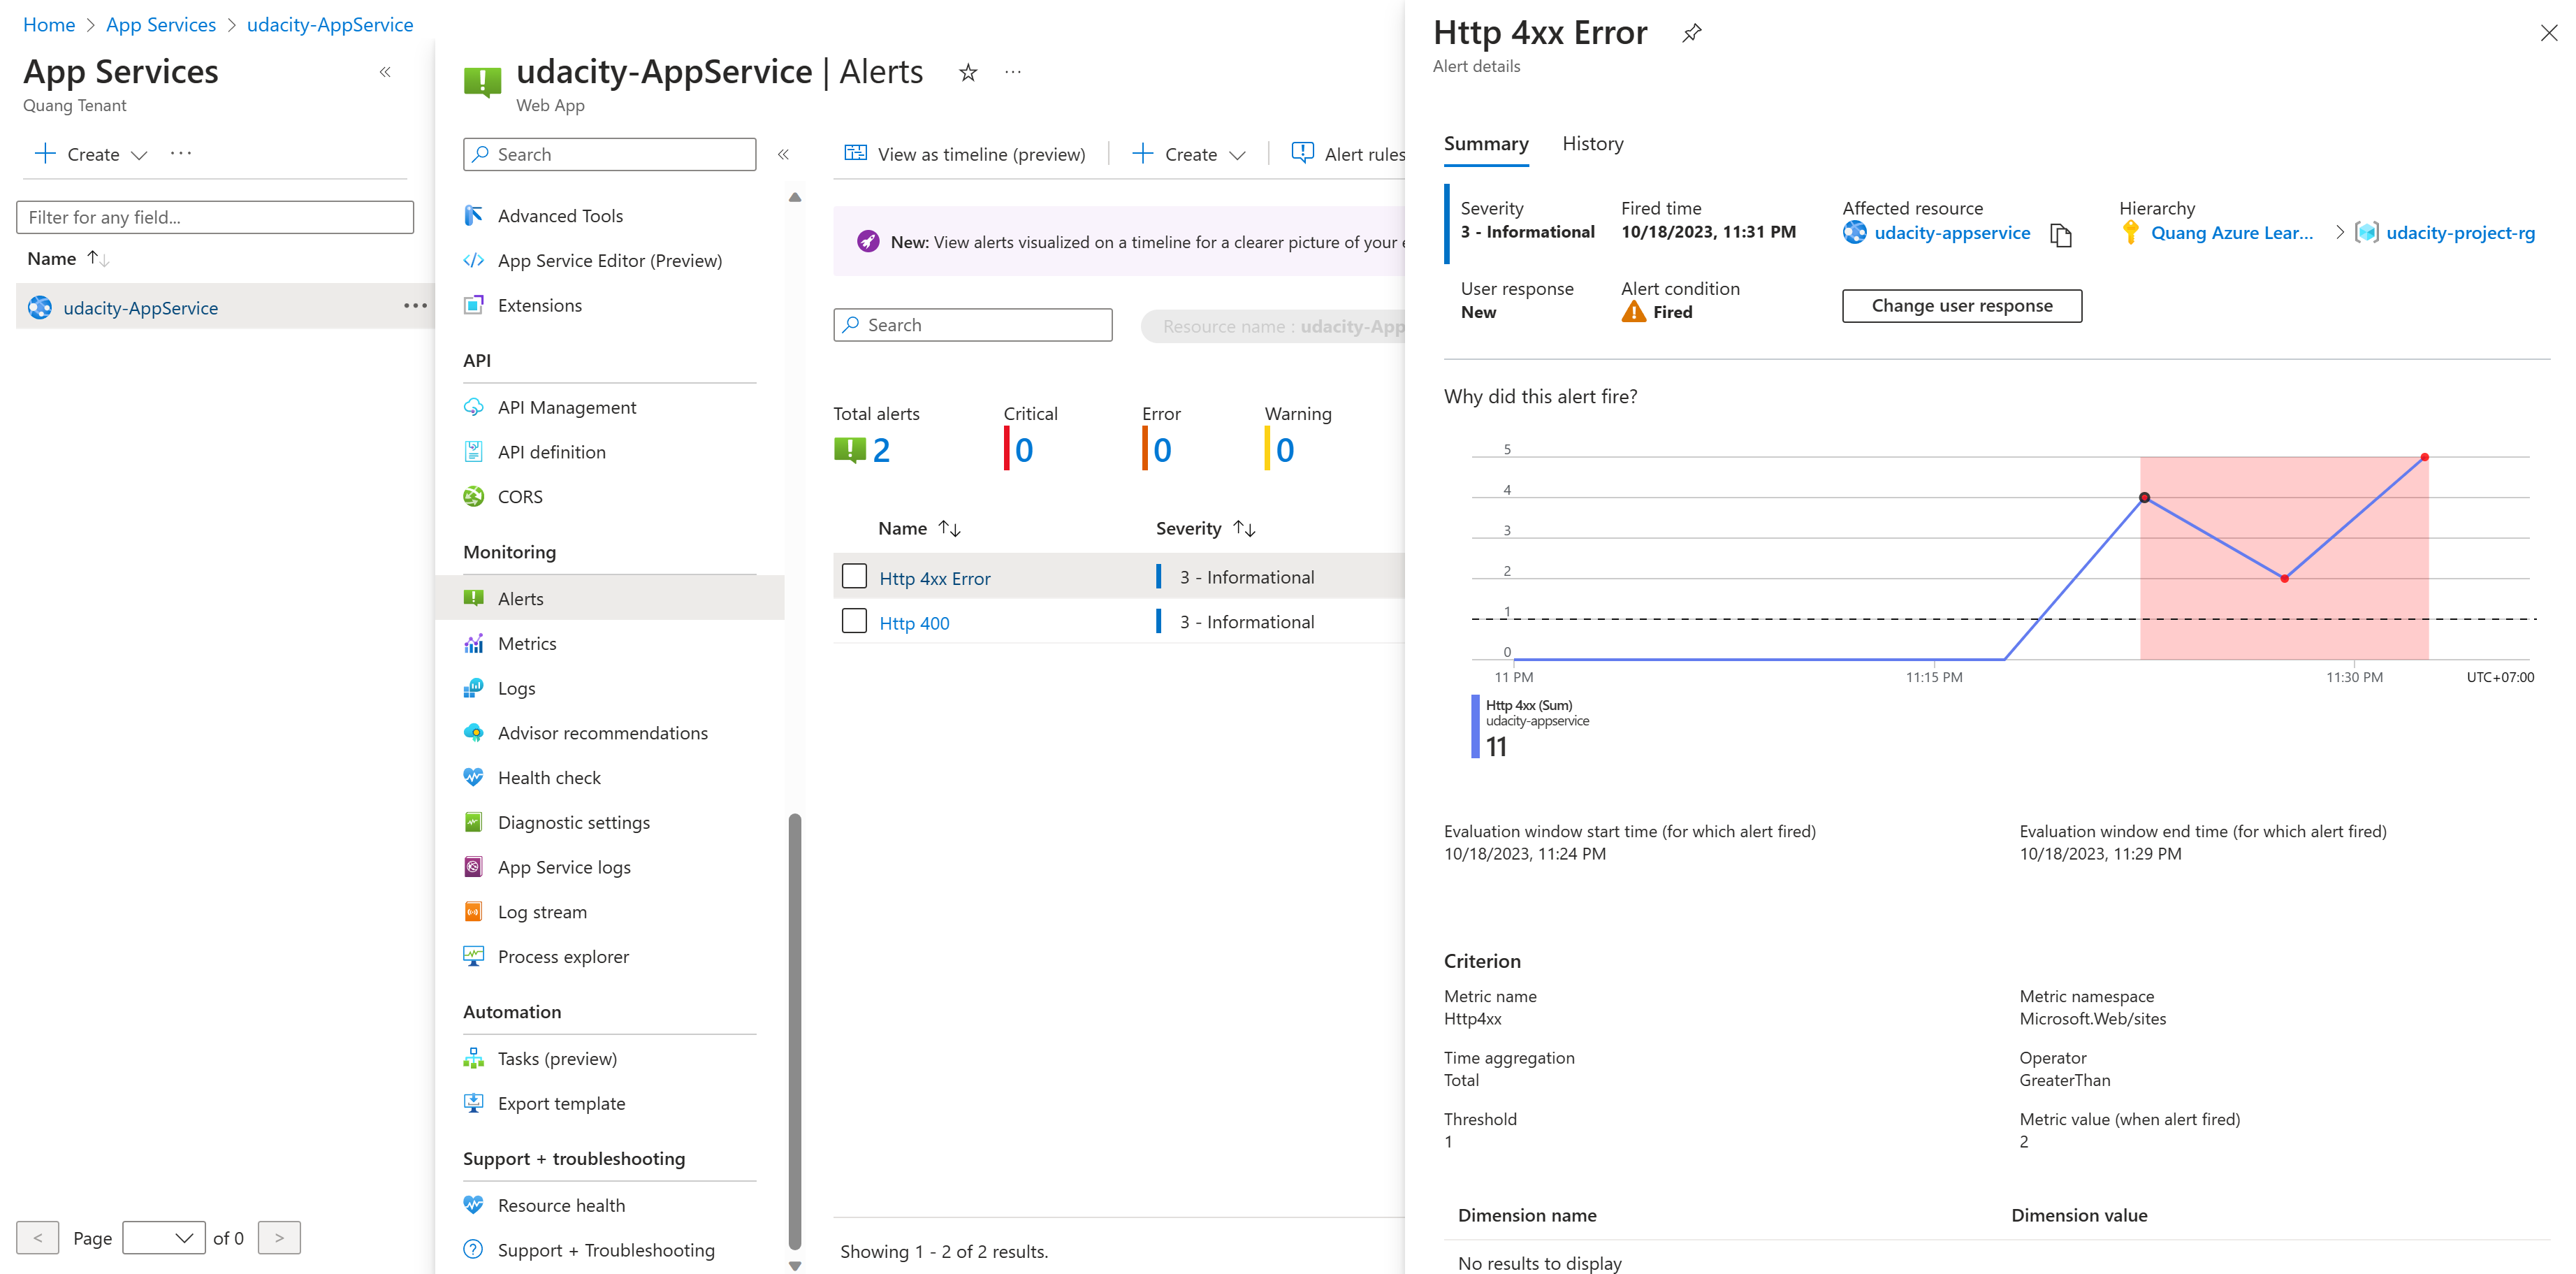 Home > App Services > udacity-AppService
App Services
Quang Tenant
Create
Filter for any field...
Name
udacity-AppService
Page of 0
udacity-AppService | Alerts
Web App
Search
Advanced Tools
App Service Editor (Preview)
Extensions
API
API Management
API definition
CORS
Monitoring
Alerts
Metrics
Logs
Advisor recommendations
Health check
Diagnostic settings
App Service logs
Log stream
Process explorer
Automation
Tasks (preview)
Export template
Support + troubleshooting
Resource health
Support + Troubleshooting
View as timeline (preview) Create Alert rules
New: View alerts visualized on a timeline for a clearer picture of your
Search
Resource name : udacity-App
Total alerts Critical Error Warning
2 0 0 0
Name Severity
Http 4xx Error 3 - Informational
Http 400 3 - Informational
Showing 1 - 2 of 2 results.
Http 4xx Error
Alert details
Summary History
Severity Fired time Affected resource Hierarchy
3 - Informational 10/18/2023, 11:31 PM udacity-appservice Quang Azure Lear... > udacity-project-rg
User response Alert condition
New Fired
Change user response
Why did this alert fire?
5
4
3
2
1
0
11 PM 11:15 PM 11:30 PM UTC+07:00
Http 4xx (Sum)
udacity-appservice
11
Evaluation window start time (for which alert fired) Evaluation window end time (for which alert fired)
10/18/2023, 11:24 PM 10/18/2023, 11:29 PM
Criterion
Metric name Metric namespace
Http4xx Microsoft.Web/sites
Time aggregation Operator
Total GreaterThan
Threshold Metric value (when alert fired)
1 2
Dimension name Dimension value
No results to display